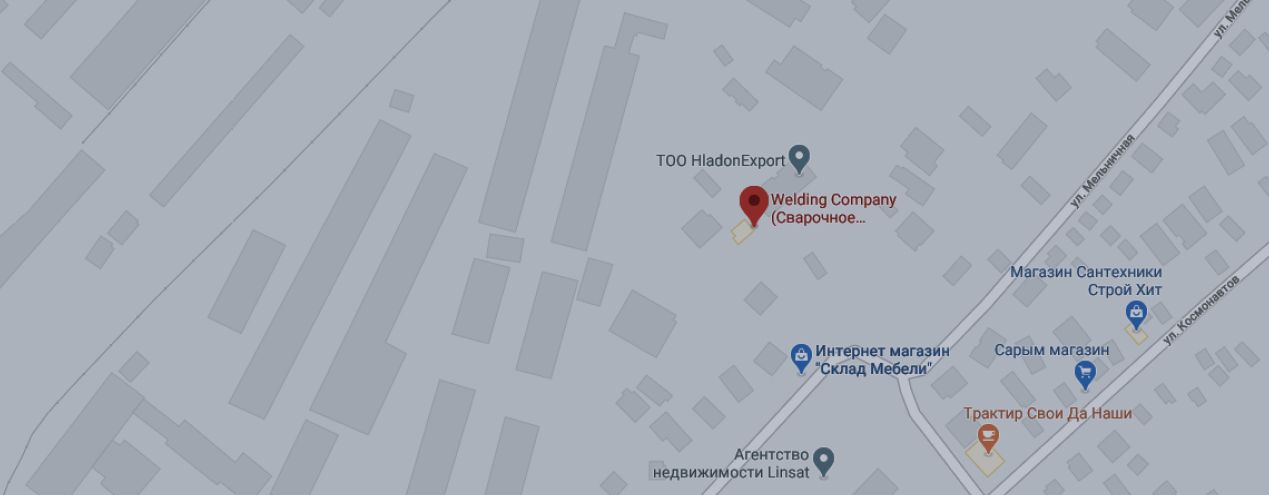 ул. Мель
ТОО HladonExport
ул. Мельничная
Welding Company
(Сварочное...
Магазин Сантехники
Строй Хит
ул. Космонавтов
Интернет магазин
"Склад Мебели"
Сарым магазин
Трактир Свои Да Наши
Агентство
недвижимости Linsat